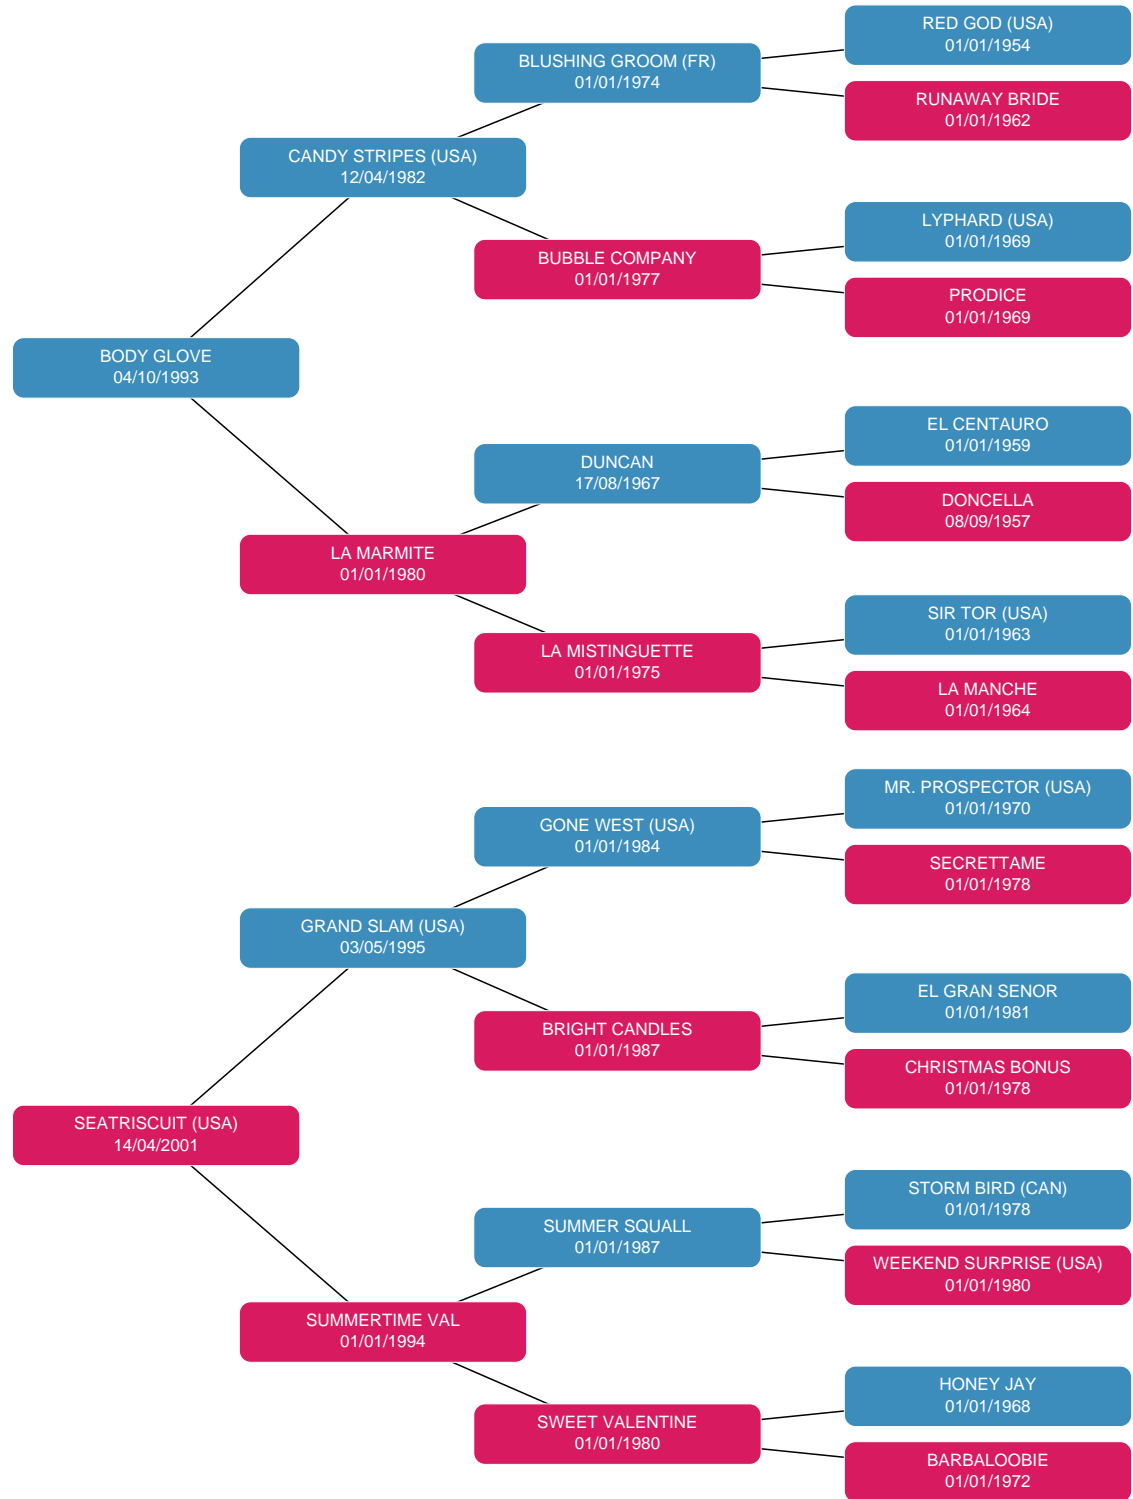 RED GOD (USA)
01/01/1954
BLUSHING GROOM (FR)
01/01/1974
RUNAWAY BRIDE
01/01/1962
CANDY STRIPES (USA)
12/04/1982
LYPHARD (USA)
01/01/1969
BUBBLE COMPANY
01/01/1977
PRODICE
01/01/1969
BODY GLOVE
04/10/1993
EL CENTAURO
01/01/1959
DUNCAN
17/08/1967
DONCELLA
08/09/1957
LA MARMITE
01/01/1980
SIR TOR (USA)
01/01/1963
LA MISTINGUETTE
01/01/1975
LA MANCHE
01/01/1964
MR. PROSPECTOR (USA)
01/01/1970
GONE WEST (USA)
01/01/1984
SECRETTAME
01/01/1978
GRAND SLAM (USA)
03/05/1995
EL GRAN SENOR
01/01/1981
BRIGHT CANDLES
01/01/1987
CHRISTMAS BONUS
01/01/1978
SEATRISCUIT (USA)
14/04/2001
STORM BIRD (CAN)
01/01/1978
SUMMER SQUALL
01/01/1987
WEEKEND SURPRISE (USA)
01/01/1980
SUMMERTIME VAL
01/01/1994
HONEY JAY
01/01/1968
SWEET VALENTINE
01/01/1980
BARBALOOBIE
01/01/1972